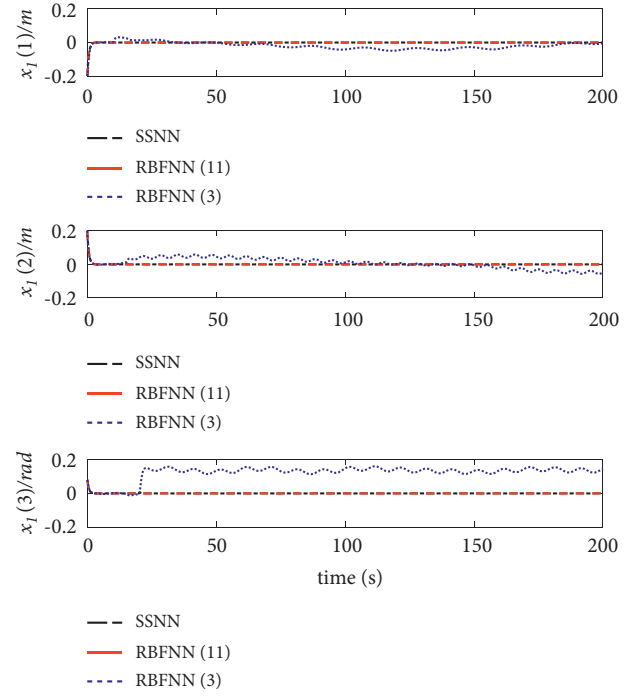 0.2
0
-0.2
x1 (1)/m
0 50 100 150 200
SSNN
RBFNN (11)
RBFNN (3)
0.2
0
-0.2
x1 (2)/m
0 50 100 150 200
SSNN
RBFNN (11)
RBFNN (3)
0.2
0
-0.2
x1 (3)/rad
0 50 100 150 200
time (s)
SSNN
RBFNN (11)
RBFNN (3)